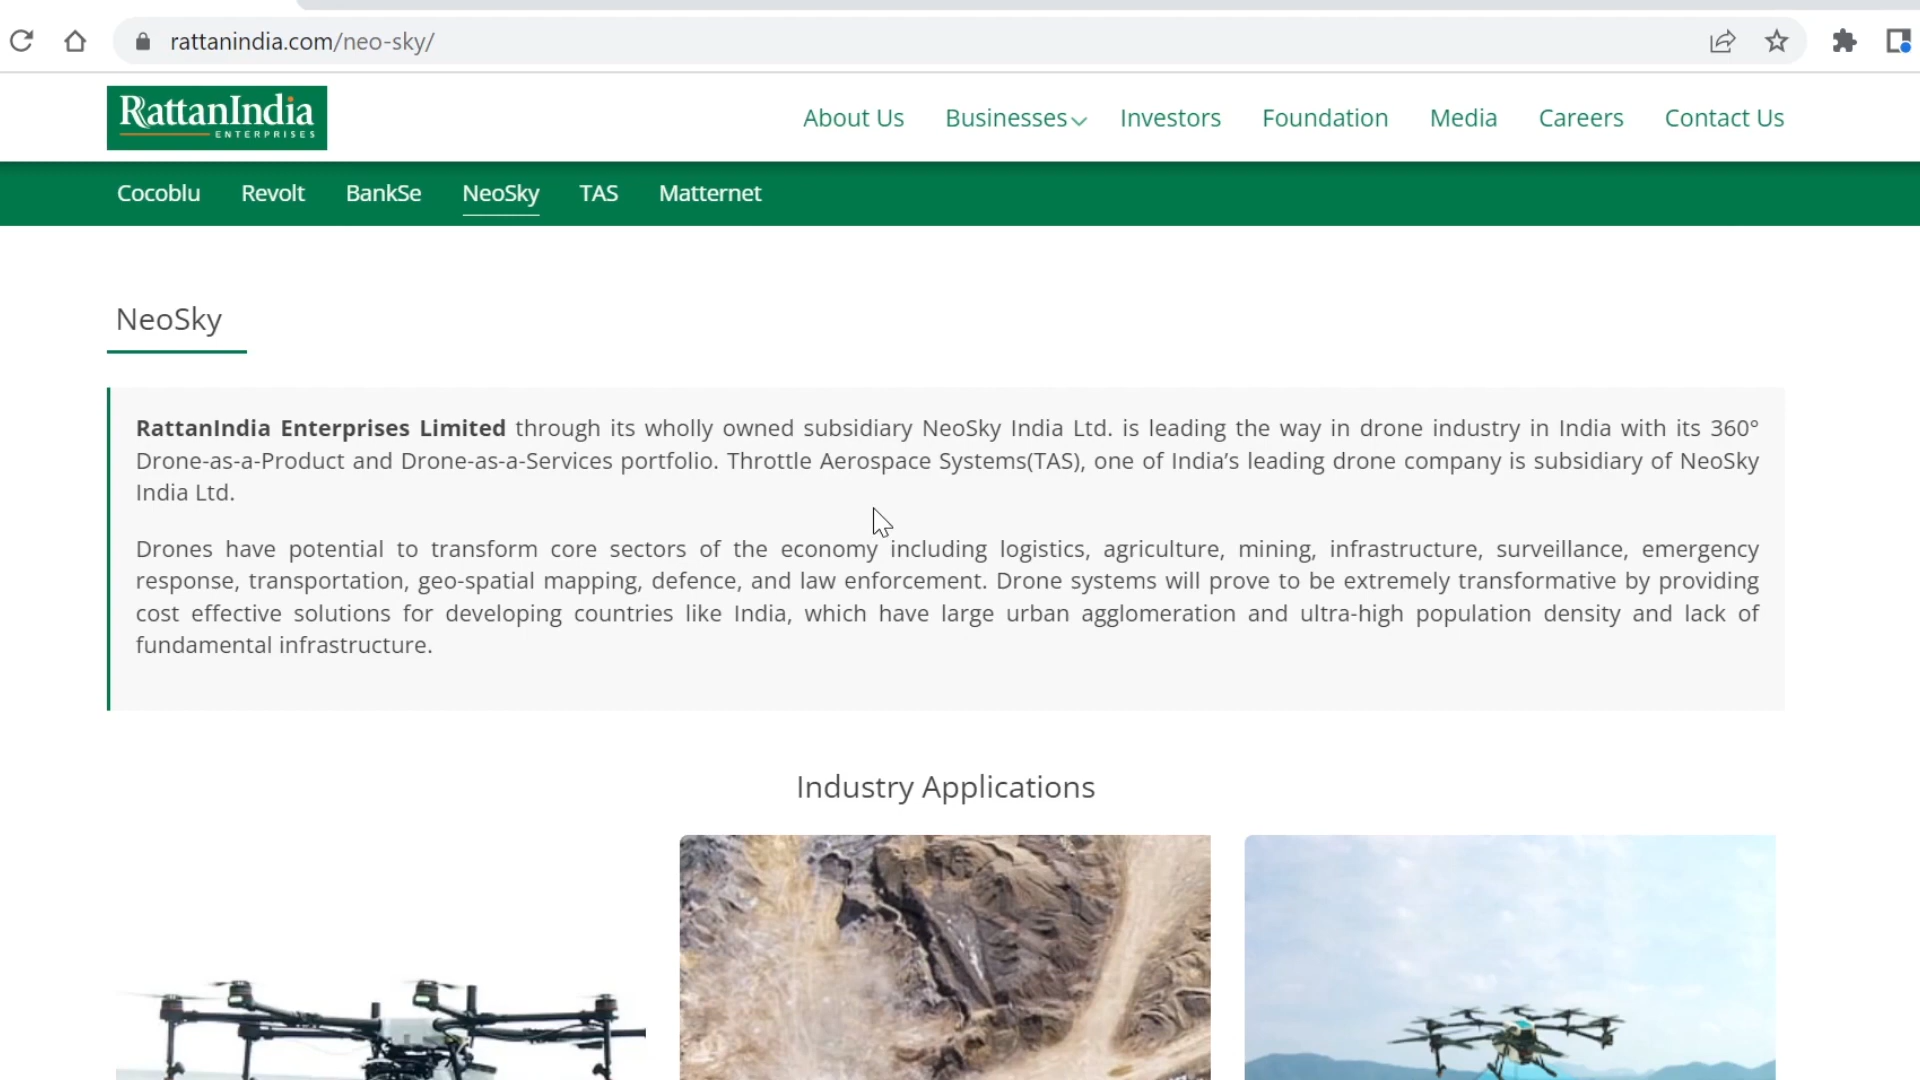 rattanindia.com/neo-sky/
RattanIndia
ENTERPRISES
About Us Businesses Investors Foundation Media Careers Contact Us
Cocoblu Revolt BankSe NeoSky TAS Matternet
NeoSky
RattanIndia Enterprises Limited through its wholly owned subsidiary NeoSky India Ltd. is leading the way in drone industry in India with its 360°
Drone-as-a-Product and Drone-as-a-Services portfolio. Throttle Aerospace Systems(TAS), one of India’s leading drone company is subsidiary of NeoSky
India Ltd.
Drones have potential to transform core sectors of the economy including logistics, agriculture, mining, infrastructure, surveillance, emergency
response, transportation, geo-spatial mapping, defence, and law enforcement. Drone systems will prove to be extremely transformative by providing
cost effective solutions for developing countries like India, which have large urban agglomeration and ultra-high population density and lack of
fundamental infrastructure.
Industry Applications